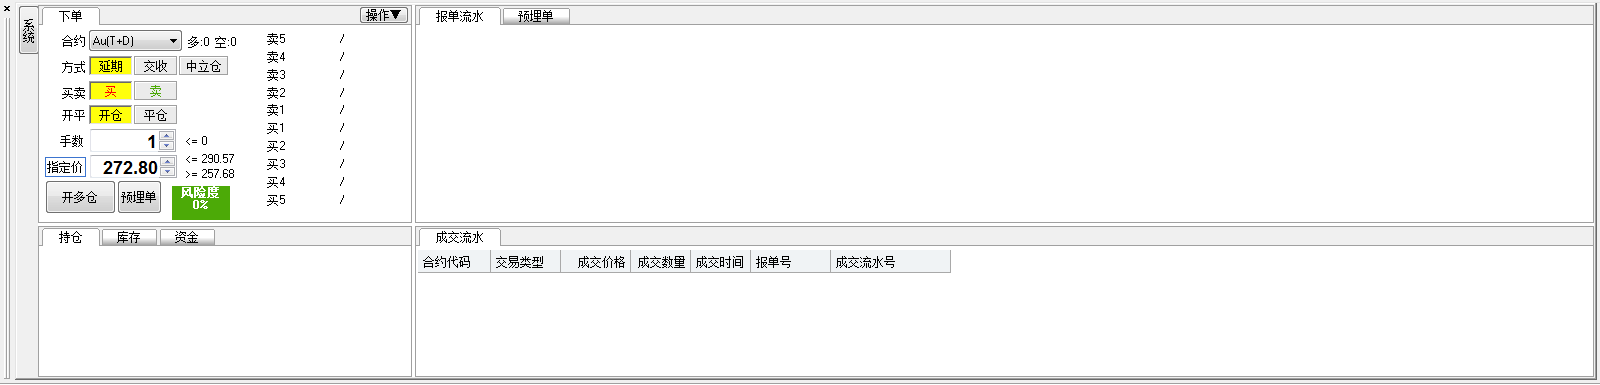 系统
下单 操作▼
合约 Au(T+D) 多:0 空:0
方式 延期 交收 中立仓
买卖 买 卖
开平 开仓 平仓
手数 1 <= 0
指定价 272.80 <= 290.57
>= 257.68
开多仓 预埋单 风险度
0%
卖5 /
卖4 /
卖3 /
卖2 /
卖1 /
买1 /
买2 /
买3 /
买4 /
买5 /
报单流水 预埋单
持仓 库存 资金
成交流水
合约代码 交易类型 成交价格 成交数量 成交时间 报单号 成交流水号